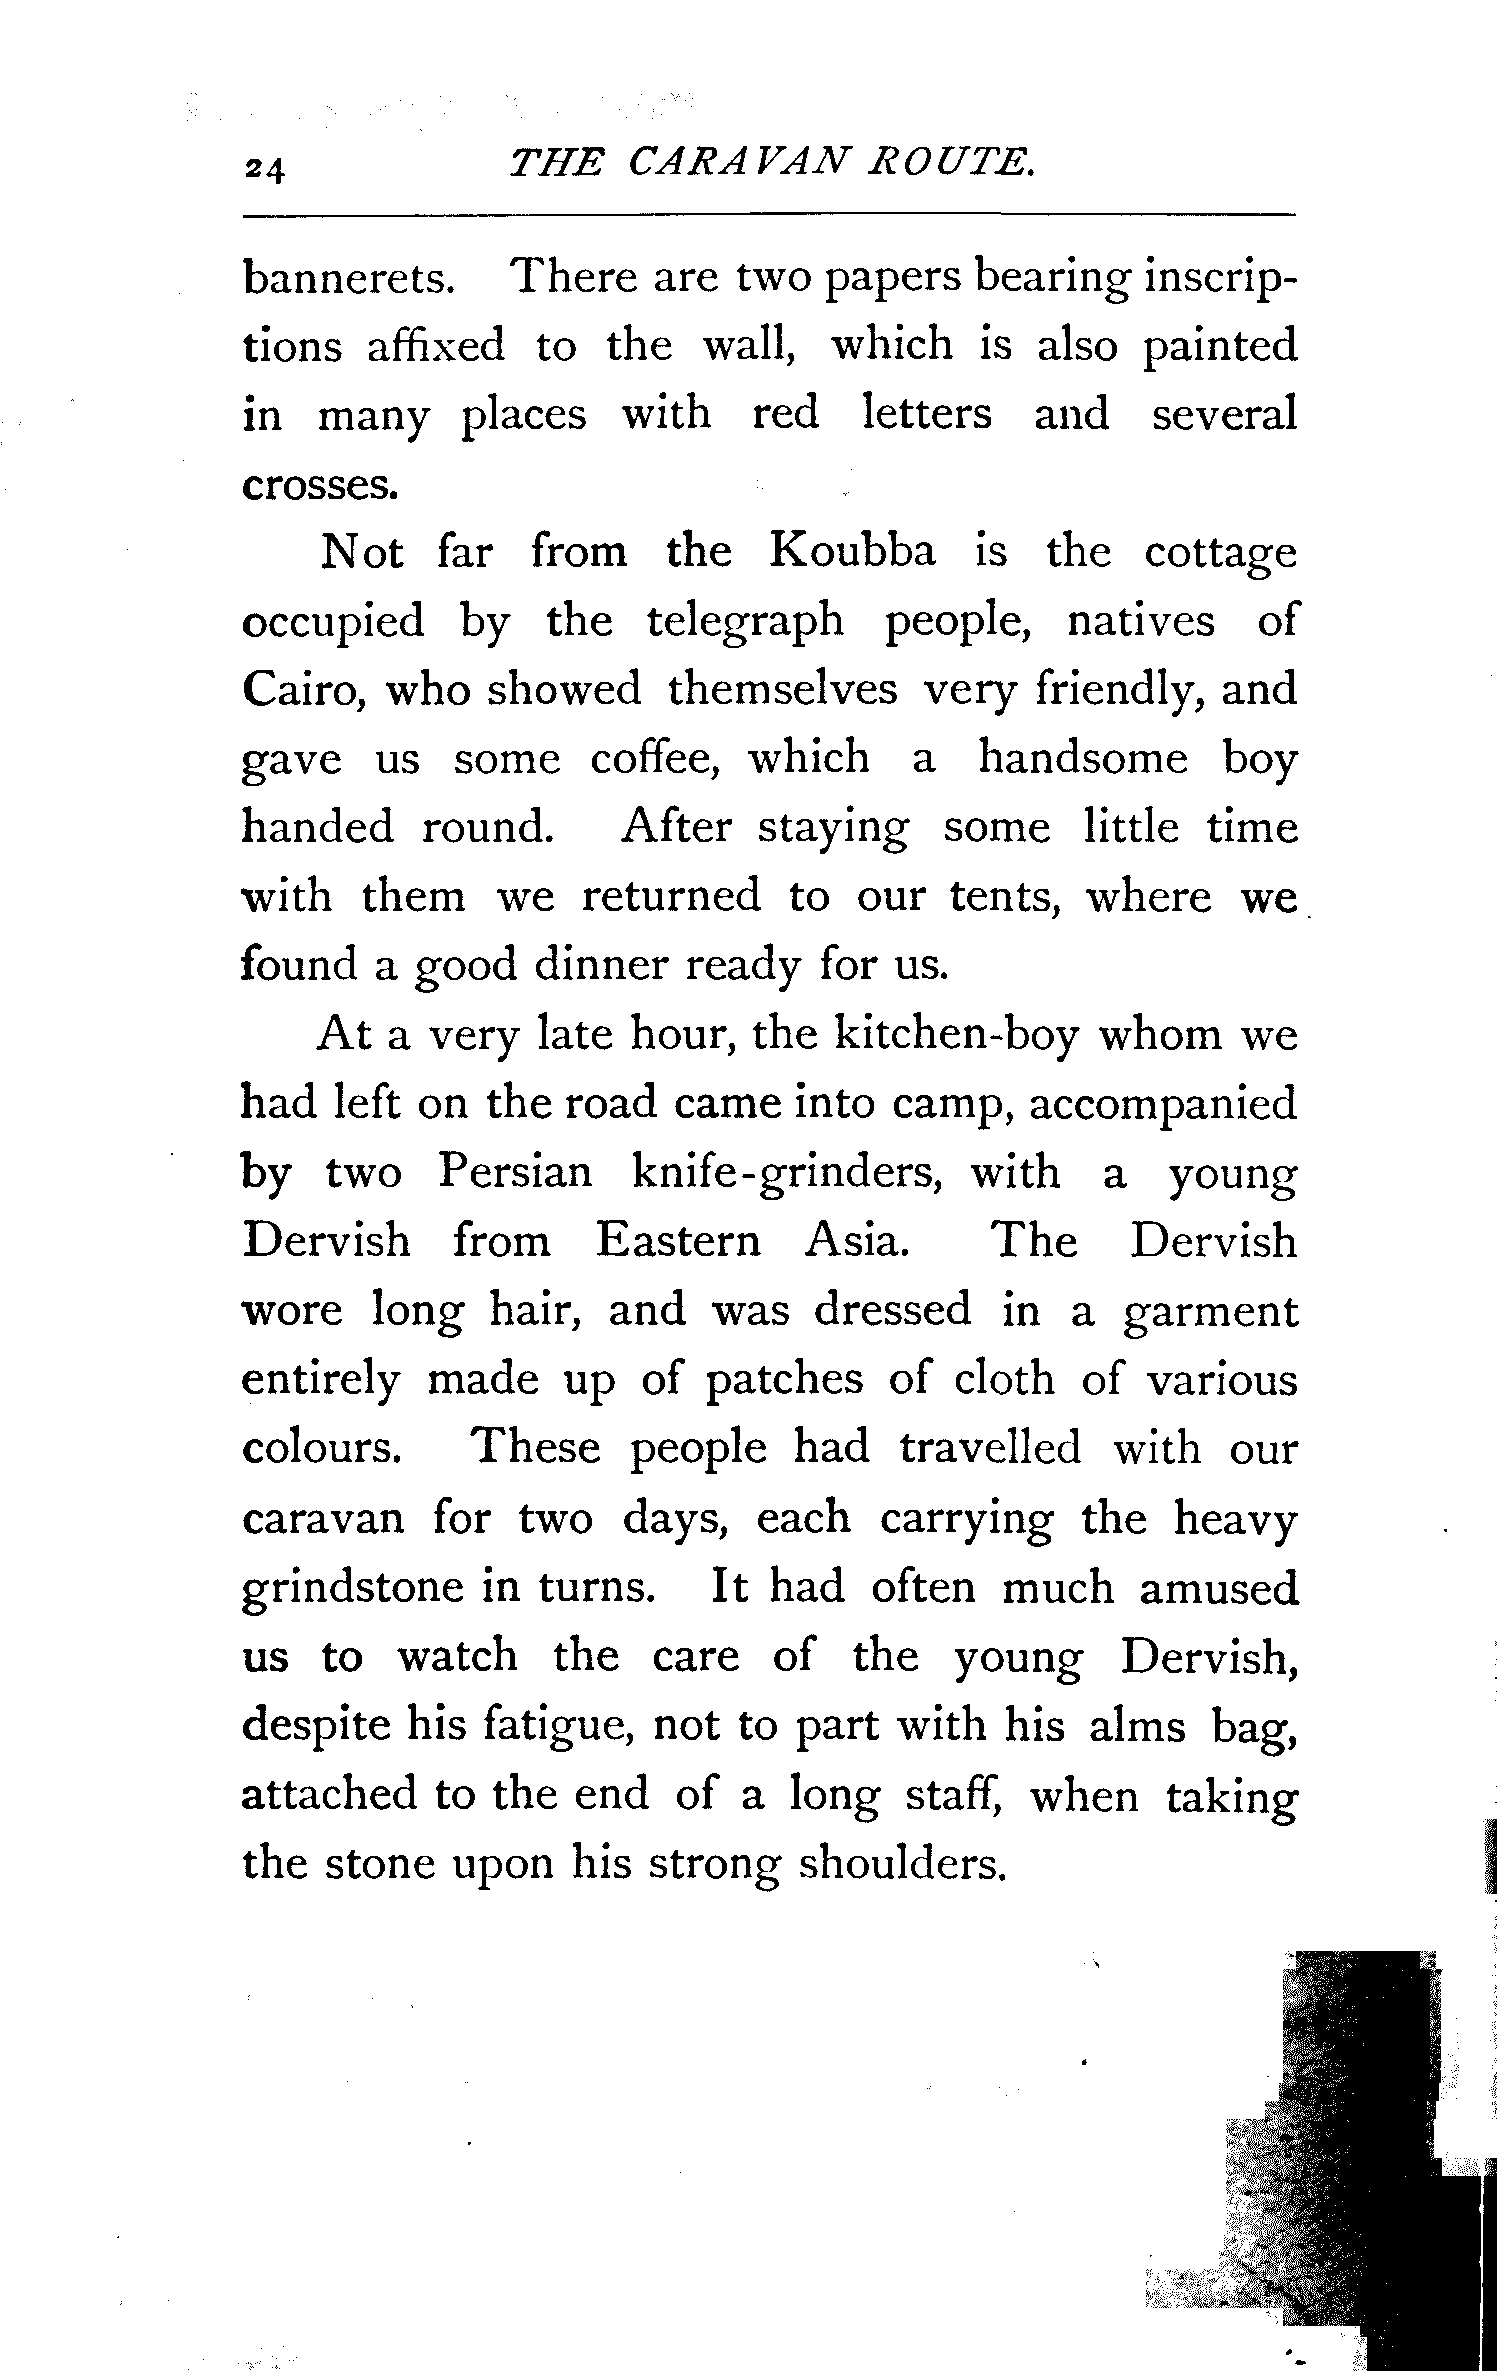 24 THE CARAVAN ROUTE.
bannerets. There are two papers bearing inscrip-
tions affixed to the wall, which is also painted
in many places with red letters and several
crosses.
Not far from the Koubba is the cottage
occupied by the telegraph people, natives of
Cairo, who showed themselves very friendly, and
gave us some coffee, which a handsome boy
handed round. After staying some little time
with them we returned to our tents, where we
found a good dinner ready for us.
At a very late hour, the kitchen-boy whom we
had left on the road came into camp, accompanied
by two Persian knife-grinders, with a young
Dervish from Eastern Asia. The Dervish
wore long hair, and was dressed in a garment
entirely made up of patches of cloth of various
colours. These people had travelled with our
caravan for two days, each carrying the heavy
grindstone in turns. It had often much amused
us to watch the care of the young Dervish,
despite his fatigue, not to part with his alms bag,
attached to the end of a long staff, when taking
the stone upon his strong shoulders.